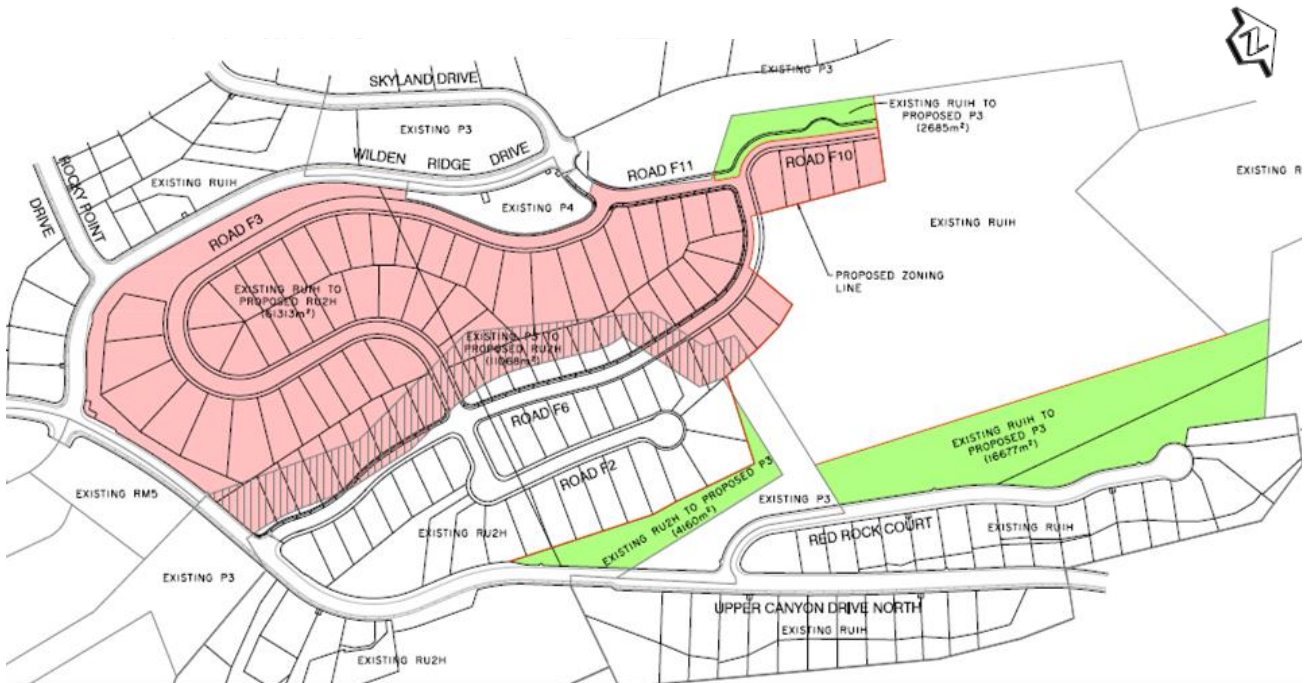 SKYLAND DRIVE
EXISTING P3
EXISTING P3
EXISTING RU1H TO
PROPOSED P3
(2685m²)
WILDEN RIDGE DRIVE
ROCKY POINT
DRIVE
EXISTING RU1H
ROAD F11
ROAD F10
EXISTING P4
EXISTING R
ROAD F3
EXISTING RU1H
PROPOSED ZONING
LINE
EXISTING RU1H TO
PROPOSED RU2H
EXISTING P3 TO
PROPOSED RU2H
ROAD F6
EXISTING RU1H TO
PROPOSED P3
(16677m²)
ROAD F2
EXISTING RM5
EXISTING RU2H TO PROPOSED P3
(4160m²)
EXISTING P3
EXISTING RU2H
RED ROCK COURT
EXISTING RU1H
EXISTING P3
UPPER CANYON DRIVE NORTH
EXISTING RU1H
EXISTING RU2H